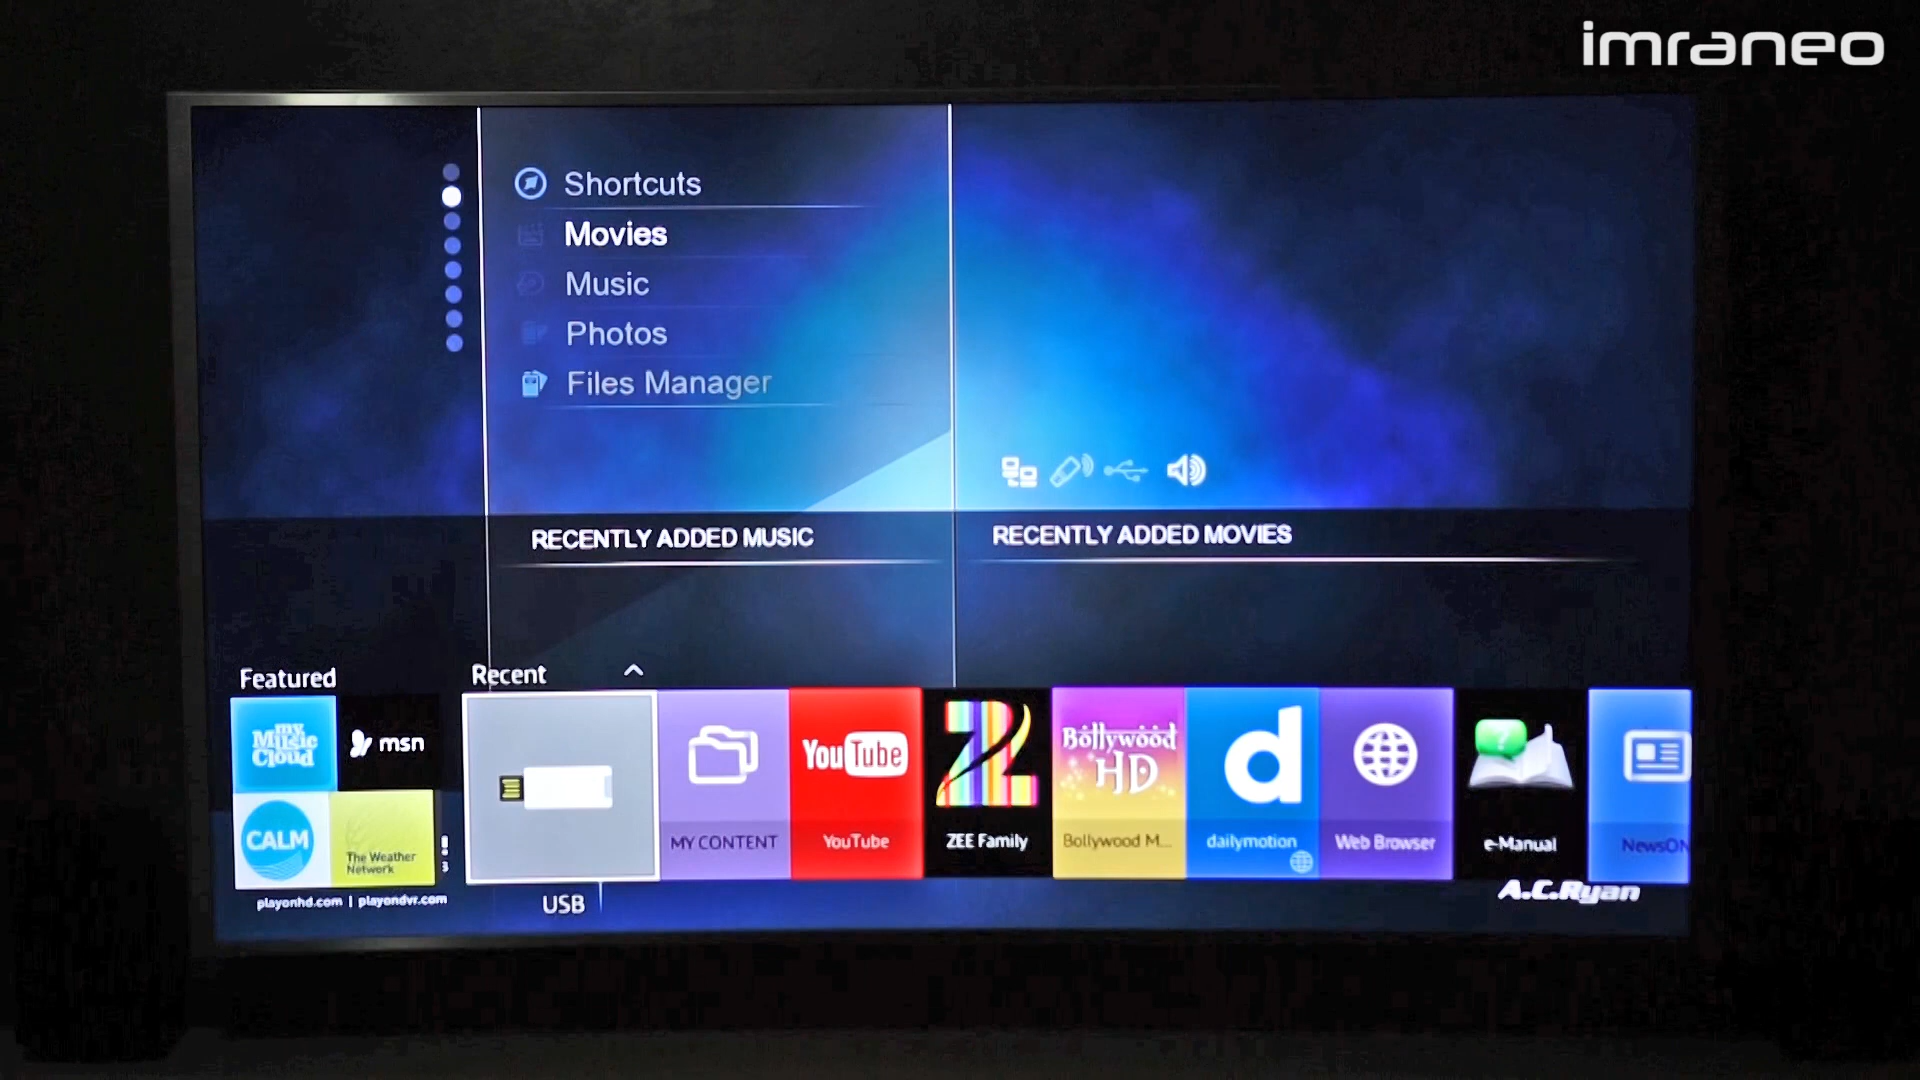 imraneo
Shortcuts
Movies
Music
Photos
Files Manager
RECENTLY ADDED MUSIC
RECENTLY ADDED MOVIES
Featured
Recent
my Music Cloud
msn
CALM
The Weather Network
playonhd.com | playondvr.com
USB
MY CONTENT
YouTube
YouTube
ZEE Family
Bollywood HD
Bollywood M...
d
dailymotion
Web Browser
?
e-Manual
NewsON
A.C.Ryan